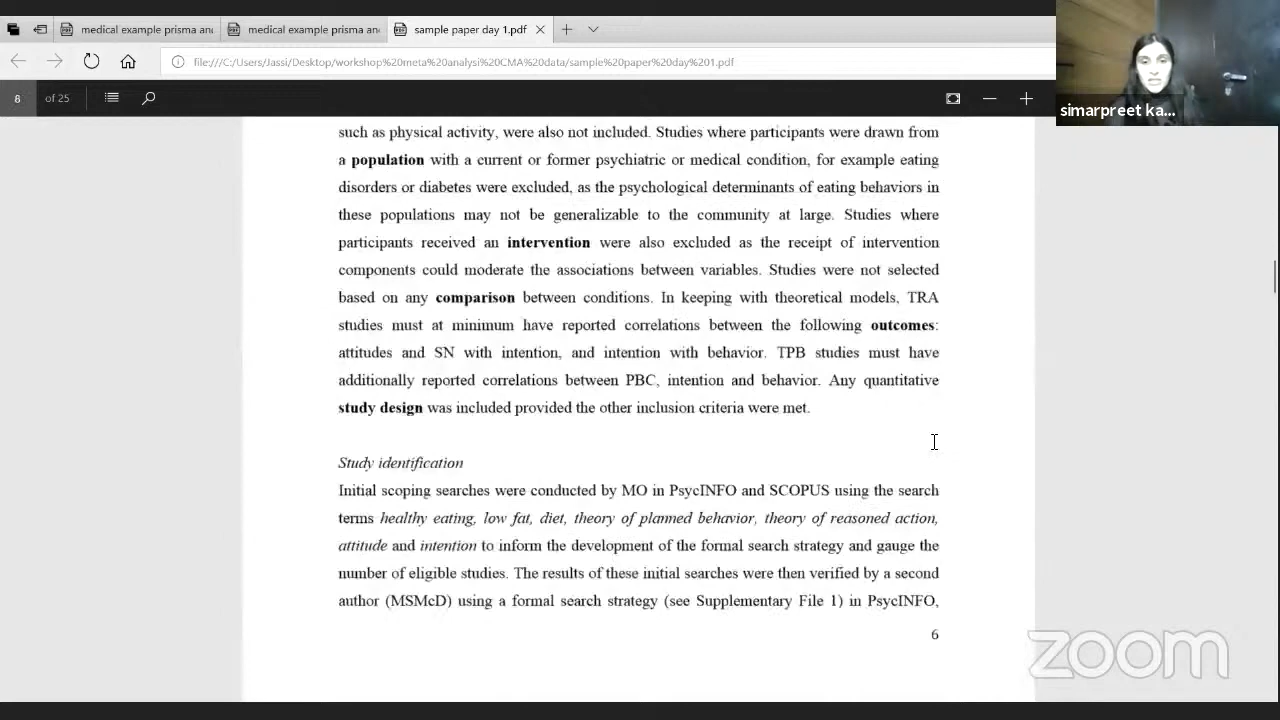 medical example prisma an
medical example prisma an
sample paper day 1.pdf
file:///C:/Users/Jassi/Desktop/workshop%20meta%20analysi%20CMA%20data/sample%20paper%20day%201.pdf
8 of 25
simarpreet ka...
such as physical activity, were also not included. Studies where participants were drawn from
a population with a current or former psychiatric or medical condition, for example eating
disorders or diabetes were excluded, as the psychological determinants of eating behaviors in
these populations may not be generalizable to the community at large. Studies where
participants received an intervention were also excluded as the receipt of intervention
components could moderate the associations between variables. Studies were not selected
based on any comparison between conditions. In keeping with theoretical models, TRA
studies must at minimum have reported correlations between the following outcomes:
attitudes and SN with intention, and intention with behavior. TPB studies must have
additionally reported correlations between PBC, intention and behavior. Any quantitative
study design was included provided the other inclusion criteria were met.
Study identification
Initial scoping searches were conducted by MO in PsycINFO and SCOPUS using the search
terms healthy eating, low fat, diet, theory of planned behavior, theory of reasoned action,
attitude and intention to inform the development of the formal search strategy and gauge the
number of eligible studies. The results of these initial searches were then verified by a second
author (MSMcD) using a formal search strategy (see Supplementary File 1) in PsycINFO,
6
zoom